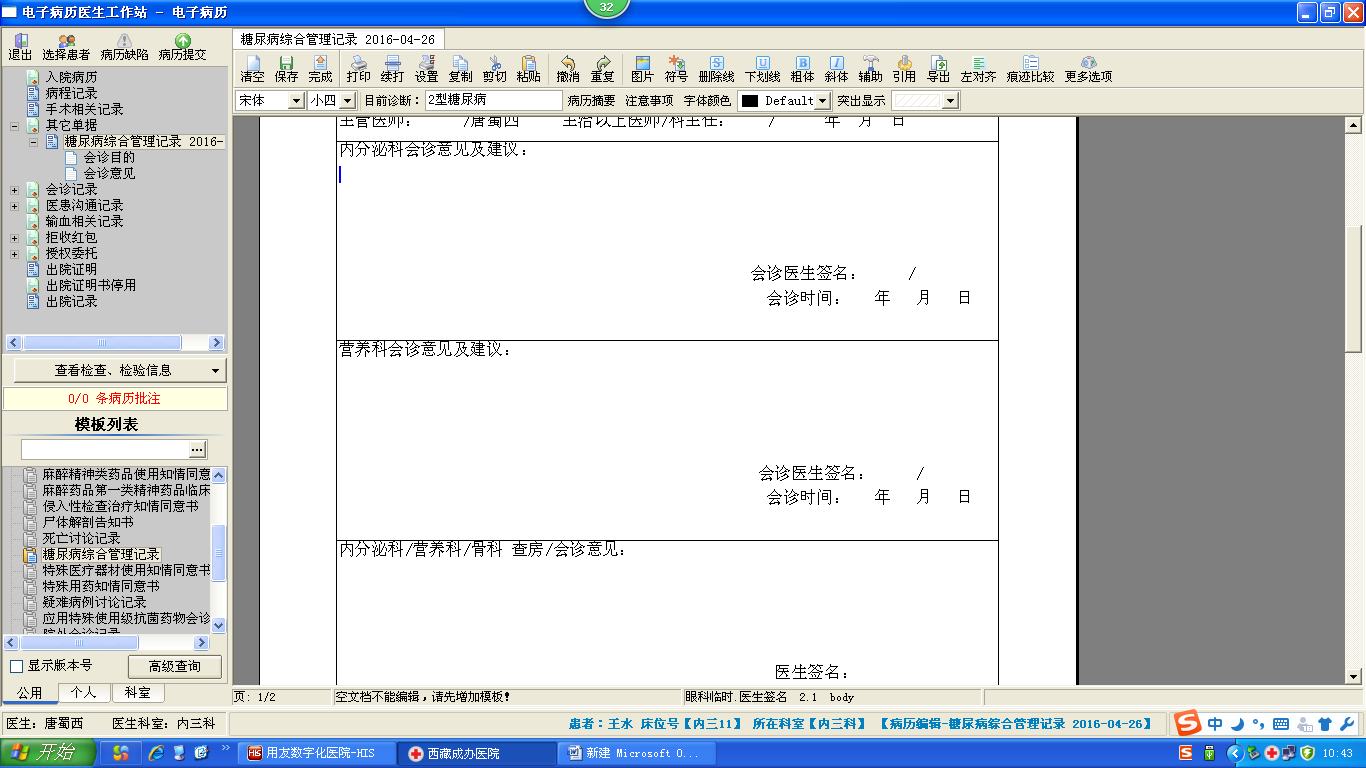 32
电子病历医生工作站 - 电子病历
退出 选择患者 病历缺陷 病历提交
糖尿病综合管理记录 2016-04-26
清空 保存 完成 打印 续打 设置 复制 剪切 粘贴 撤消 重复 图片 符号 删除线 下划线 粗体 斜体 辅助 引用 导出 左对齐 痕迹比较 更多选项
宋体 小四 目前诊断： 2型糖尿病 病历摘要 注意事项 字体颜色 Default 突出显示
入院病历
病程记录
手术相关记录
其它单据
糖尿病综合管理记录 2016-
会诊目的
会诊意见
会诊记录
医患沟通记录
输血相关记录
拒收红包
授权委托
出院证明
出院证明书停用
出院记录
查看检查、检验信息
0/0 条病历批注
模板列表
...
麻醉精神类药品使用知情同意
麻醉药品第一类精神药品临床
侵入性检查治疗知情同意书
尸体解剖告知书
死亡讨论记录
糖尿病综合管理记录
特殊医疗器材使用知情同意书
特殊用药知情同意书
疑难病例讨论记录
应用特殊使用级抗菌药物会诊
院外会诊记录
显示版本号 高级查询
公用 个人 科室
主管医师： /唐蜀西 主治以上医师/科主任： / 年 月 日
内分泌科会诊意见及建议：
会诊医生签名： /
会诊时间： 年 月 日
营养科会诊意见及建议：
会诊医生签名： /
会诊时间： 年 月 日
内分泌科/营养科/骨科 查房/会诊意见：
医生签名：
页: 1/2 空文档不能编辑，请先增加模板! 眼科临时.医生签名 2.1 body
医生: 唐蜀西 医生科室: 内三科 患者：王水 床位号【内三11】 所在科室【内三科】 【病历编辑-糖尿病综合管理记录 2016-04-26】
中
开始 用友数字化医院-HIS 西藏成办医院 新建 Microsoft O... 10:43